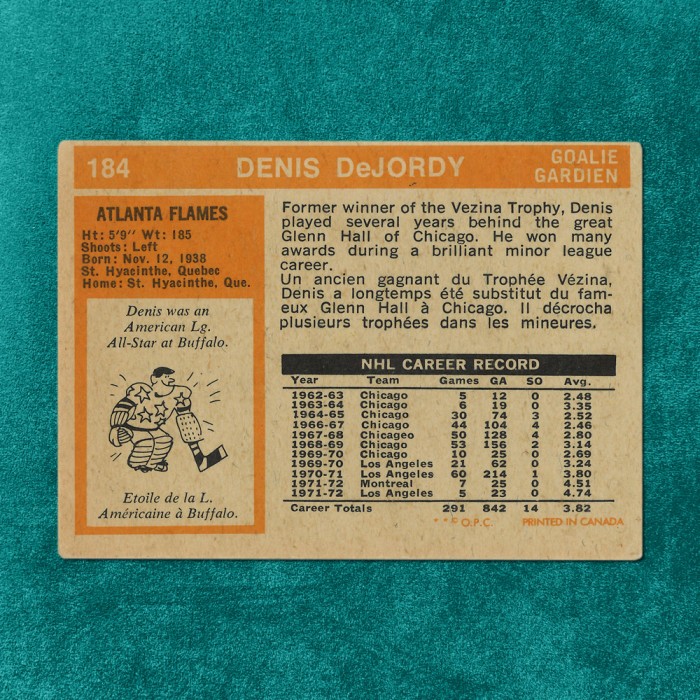 184 DENIS DeJORDY GOALIE
GARDIEN
ATLANTA FLAMES
Ht: 5'9" Wt: 185
Shoots: Left
Born: Nov. 12, 1938
St. Hyacinthe, Quebec
Home: St. Hyacinthe, Que.
Denis was an
American Lg.
All-Star at Buffalo.
Etoile de la L.
Américaine à Buffalo.
Former winner of the Vezina Trophy, Denis
played several years behind the great
Glenn Hall of Chicago. He won many
awards during a brilliant minor league
career.
Un ancien gagnant du Trophée Vézina,
Denis a longtemps été substitut du fam-
eux Glenn Hall à Chicago. Il décrocha
plusieurs trophées dans les mineures.
NHL CAREER RECORD
Year Team Games GA SO Avg.
1962-63 Chicago 5 12 0 2.48
1963-64 Chicago 6 19 0 3.35
1964-65 Chicago 30 74 3 2.52
1966-67 Chicago 44 104 4 2.46
1967-68 Chicageo 50 128 4 2.80
1968-69 Chicago 53 156 2 3.14
1969-70 Chicago 10 25 0 2.69
1969-70 Los Angeles 21 62 0 3.24
1970-71 Los Angeles 60 214 1 3.80
1971-72 Montreal 7 25 0 4.51
1971-72 Los Angeles 5 23 0 4.74
Career Totals 291 842 14 3.82
* * © O.P.C. PRINTED IN CANADA